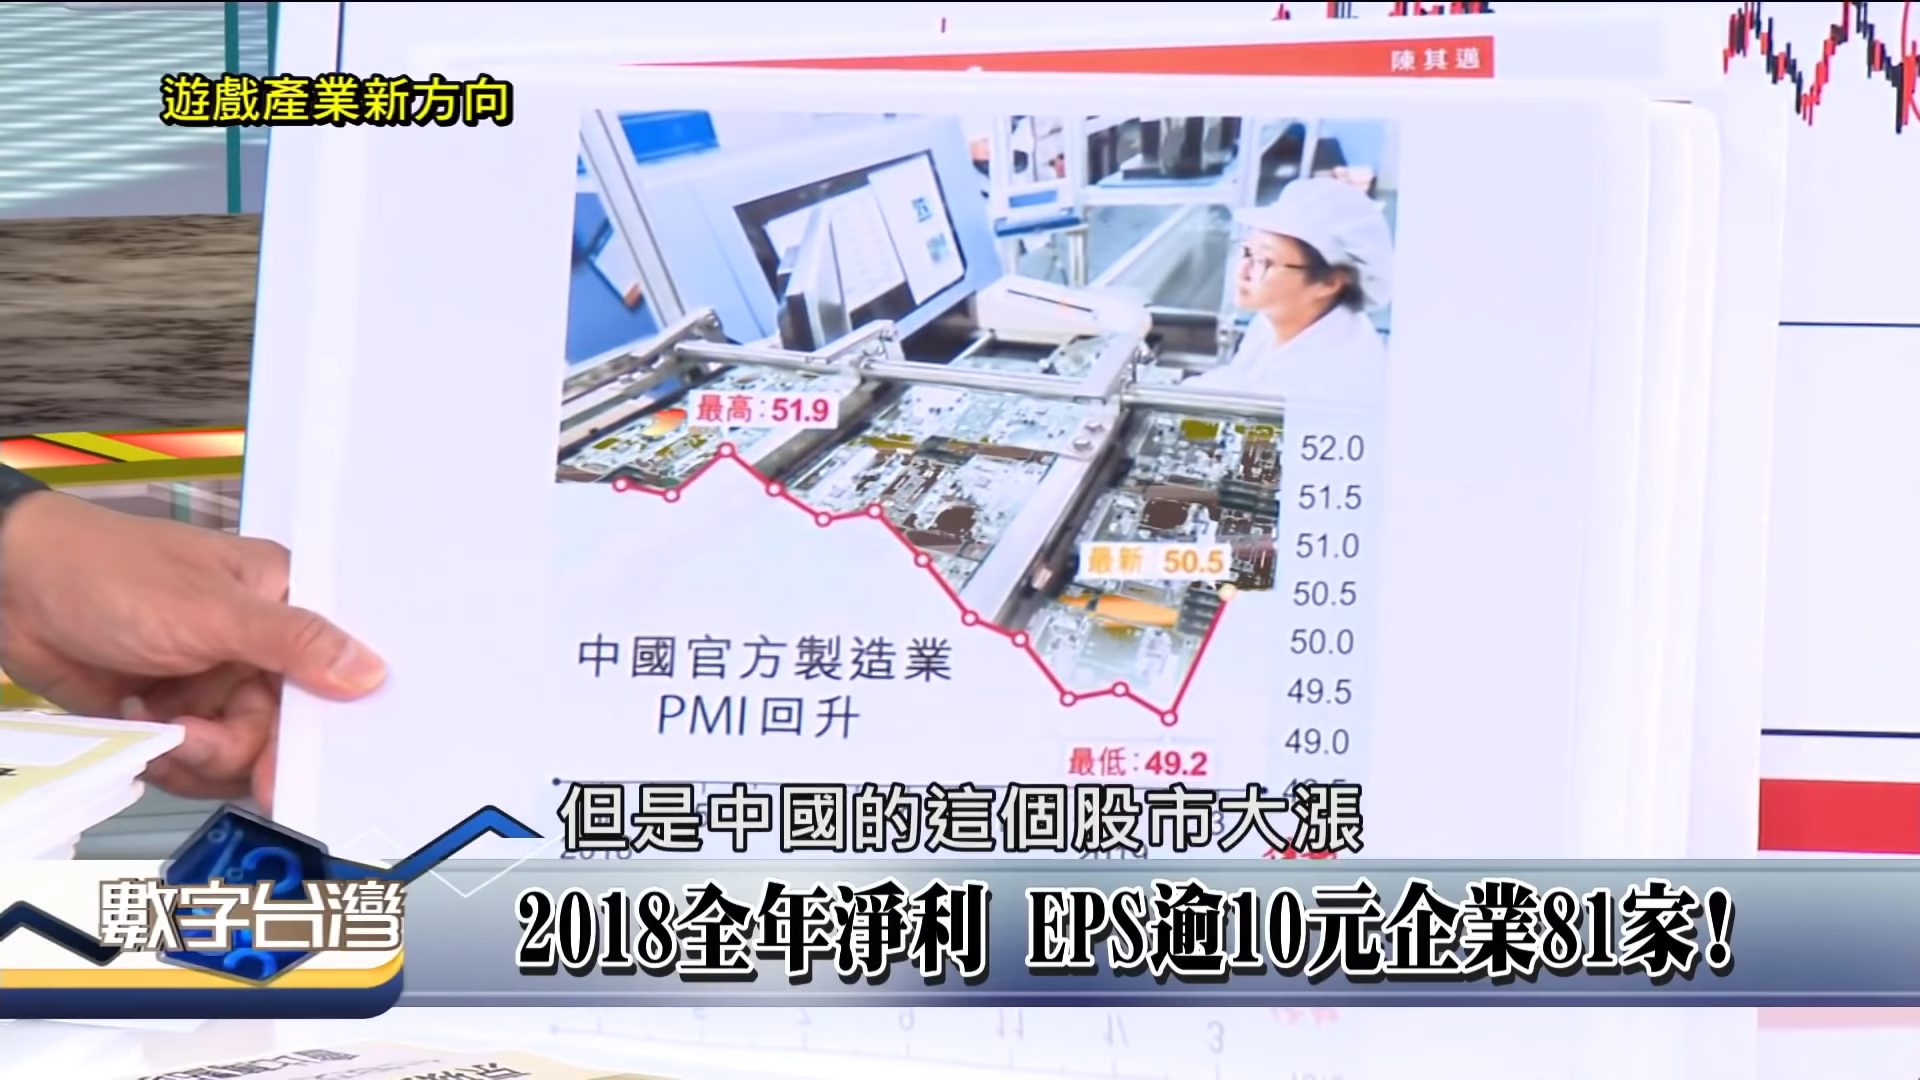 陳其邁
遊戲產業新方向
最高:51.9
52.0
51.5
51.0
最新 50.5
50.5
50.0
49.5
49.0
中國官方製造業
PMI回升
最低:49.2
但是中國的這個股市大漲
2019
數字台灣
2018全年淨利 EPS逾10元企業81家!